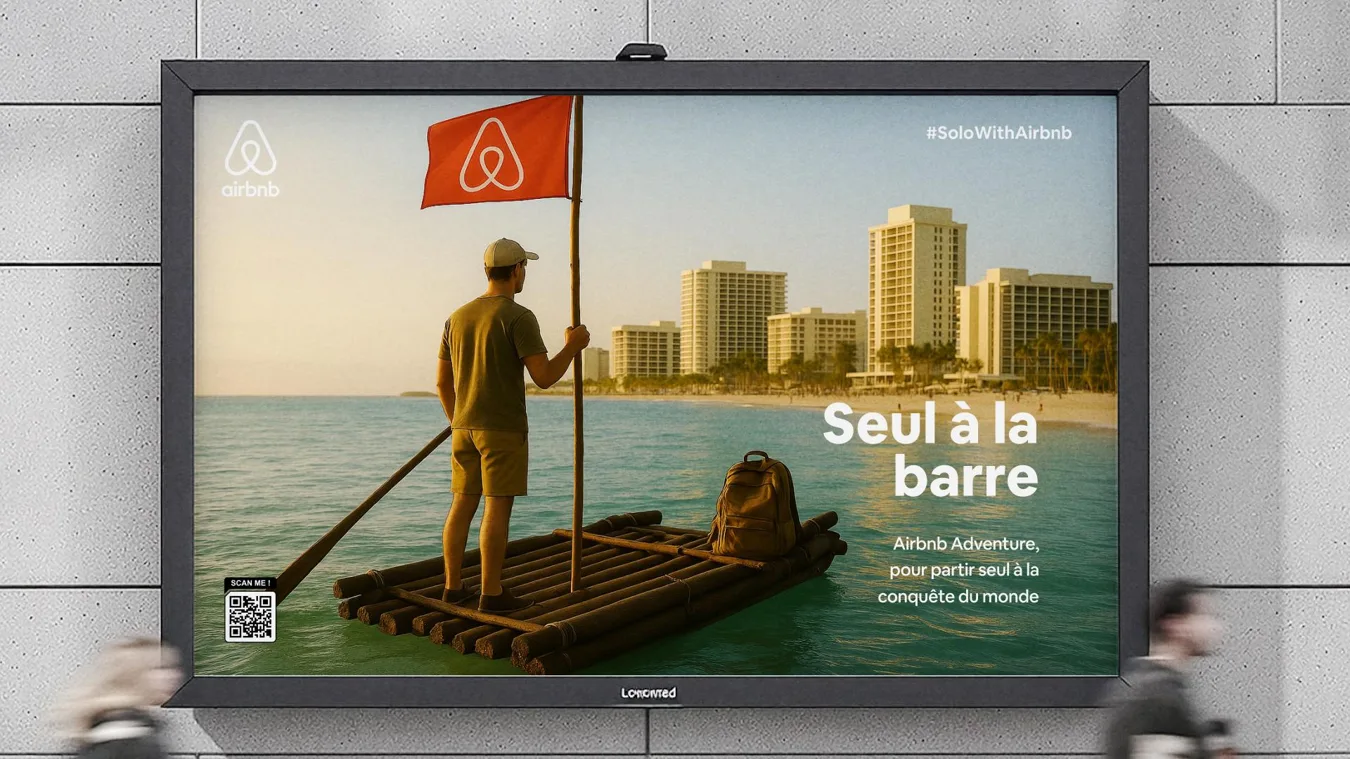 airbnb
#SoloWithAirbnb
Seul à la
barre
Airbnb Adventure,
pour partir seul à la
conquête du monde
SCAN ME !